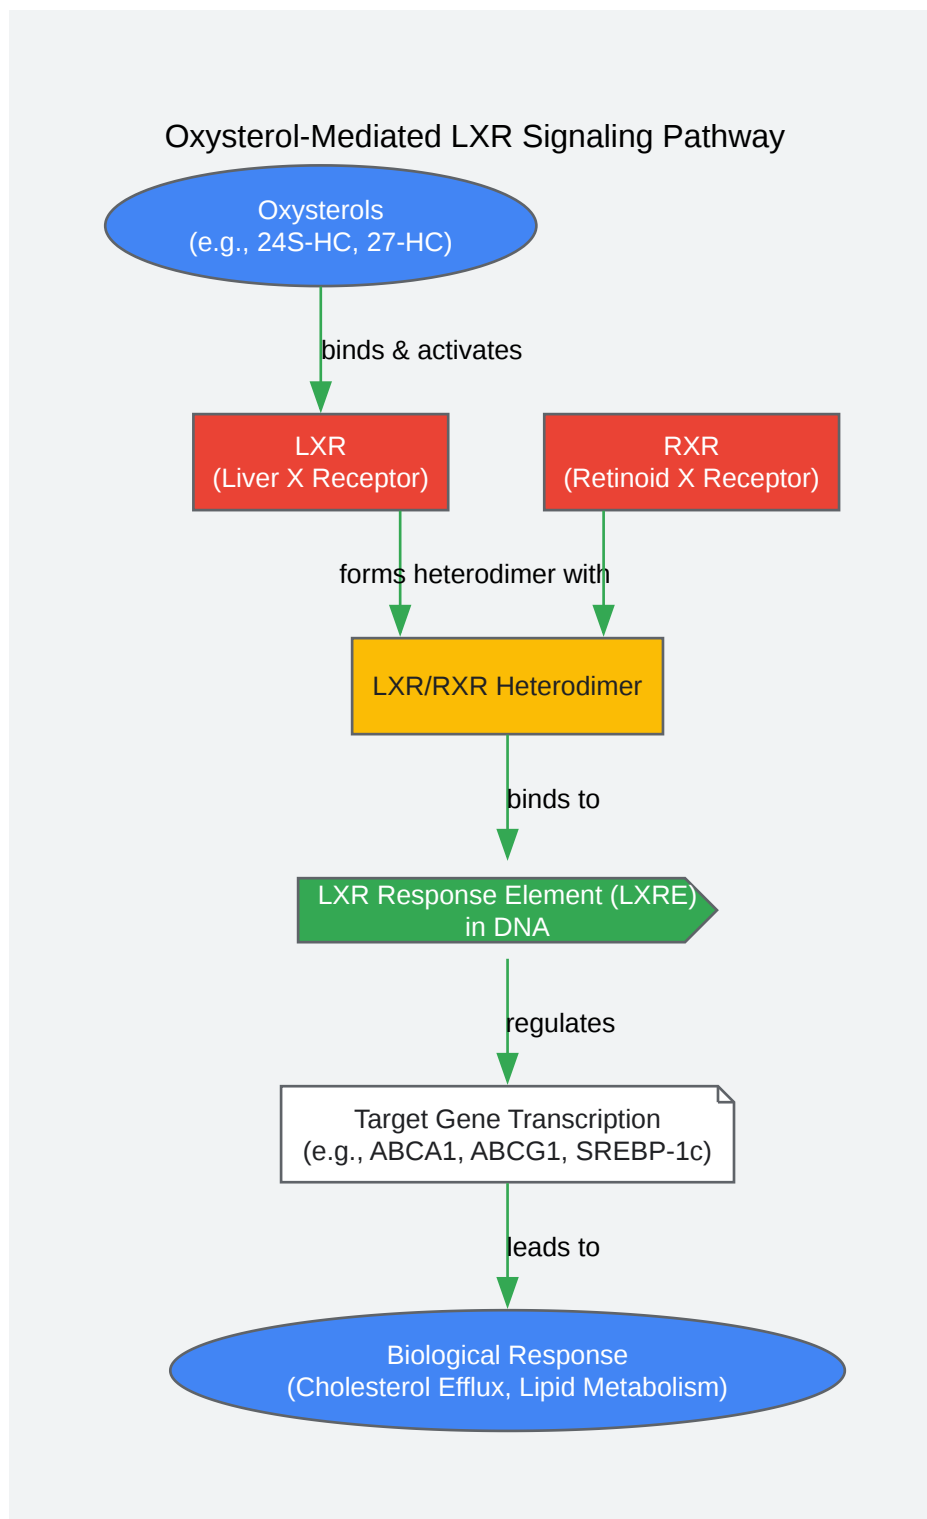 Oxysterol-Mediated LXR Signaling Pathway
Oxysterols
(e.g., 24S-HC, 27-HC)
binds & activates
LXR
(Liver X Receptor)
RXR
(Retinoid X Receptor)
forms heterodimer with
LXR/RXR Heterodimer
binds to
LXR Response Element (LXRE)
in DNA
regulates
Target Gene Transcription
(e.g., ABCA1, ABCG1, SREBP-1c)
leads to
Biological Response
(Cholesterol Efflux, Lipid Metabolism)